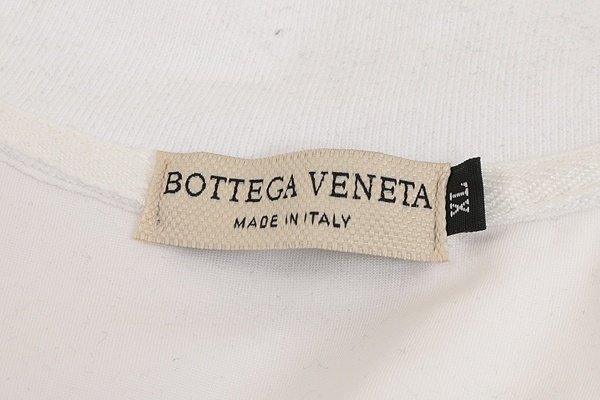 BOTTEGA VENETA
MADE IN ITALY
XL